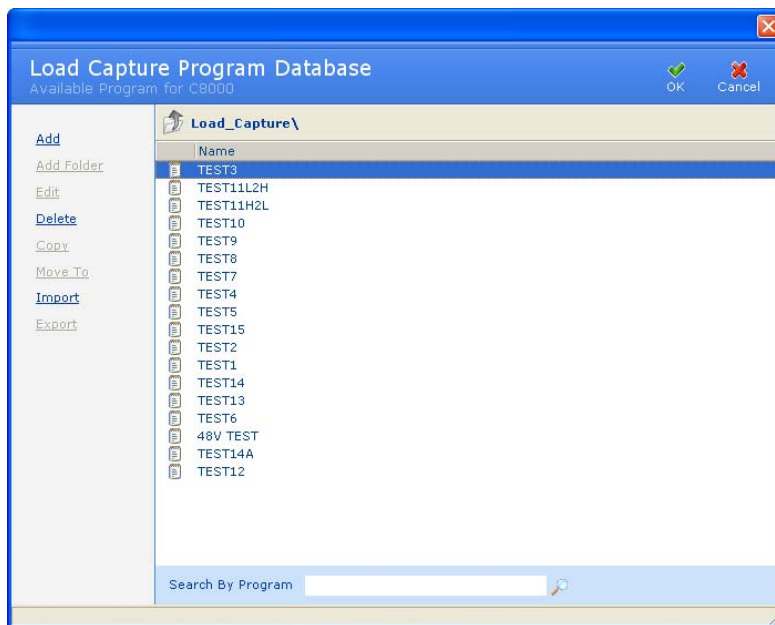 Load Capture Program Database
Available Program for C8000
OK
Cancel
Add
Add Folder
Edit
Delete
Copy
Move To
Import
Export
Load_Capture\
Name
TEST3
TEST11L2H
TEST11H2L
TEST10
TEST9
TEST8
TEST7
TEST4
TEST5
TEST15
TEST2
TEST1
TEST14
TEST13
TEST6
48V TEST
TEST14A
TEST12
Search By Program